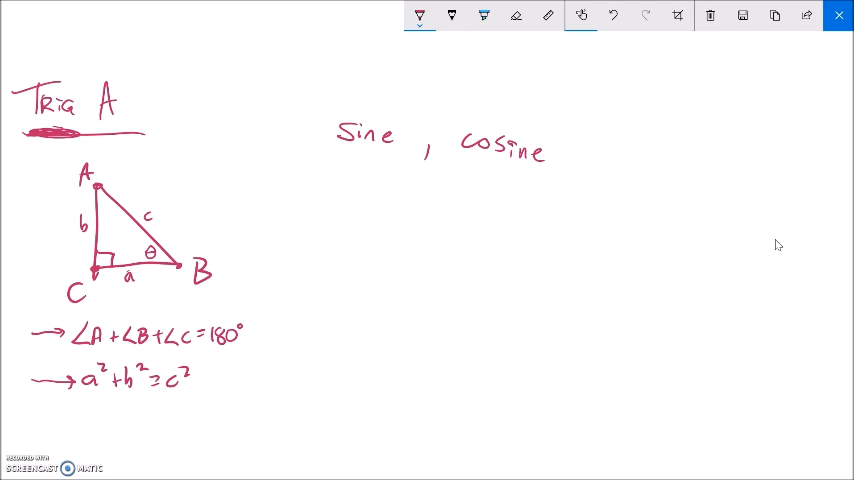 TRIG A
sine , cosine
A
b
c
θ
a
B
C
→ ∠A + ∠B + ∠C = 180°
→ a² + b² = c²
RECORDED WITH
SCREENCAST MATIC